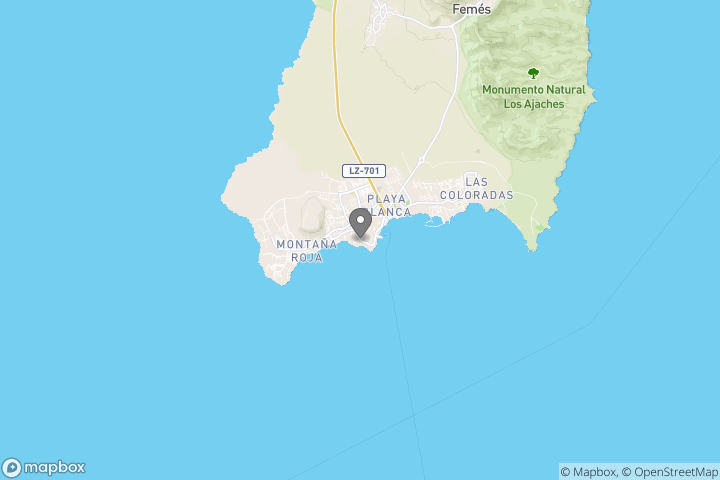 Femés
Monumento Natural
Los Ajaches
LZ-701
LAS
COLORADAS
PLAYA
BLANCA
MONTAÑA
ROJA
mapbox
© Mapbox, © OpenStreetMap